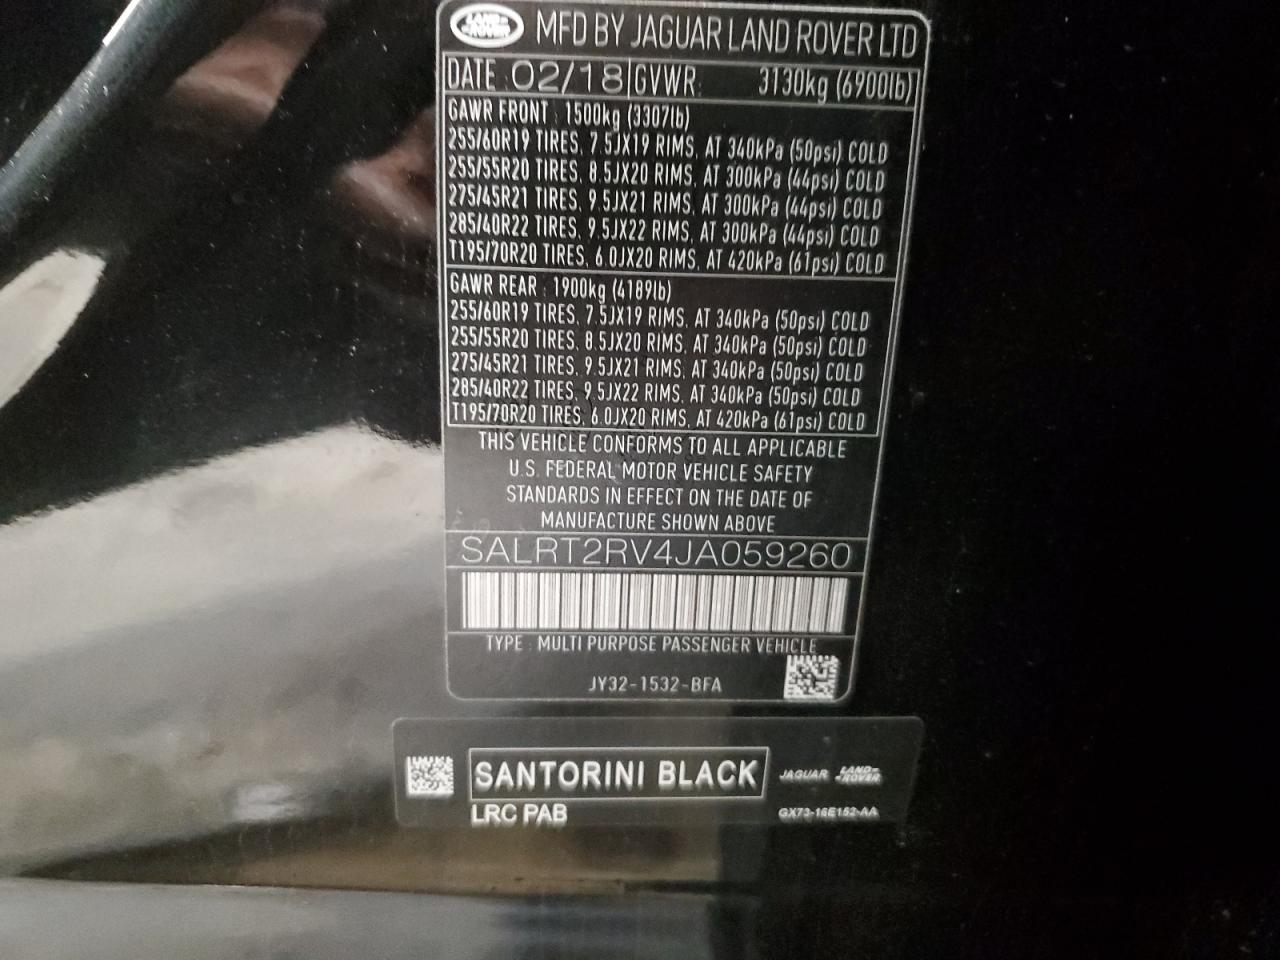 LAND ROVER MFD BY JAGUAR LAND ROVER LTD
DATE 02/18 GVWR: 3130kg (6900lb)
GAWR FRONT : 1500kg (3307lb)
255/60R19 TIRES, 7.5JX19 RIMS, AT 340kPa (50psi) COLD
255/55R20 TIRES, 8.5JX20 RIMS, AT 300kPa (44psi) COLD
275/45R21 TIRES, 9.5JX21 RIMS, AT 300kPa (44psi) COLD
285/40R22 TIRES, 9.5JX22 RIMS, AT 300kPa (44psi) COLD
T195/70R20 TIRES, 6.0JX20 RIMS, AT 420kPa (61psi) COLD
GAWR REAR : 1900kg (4189lb)
255/60R19 TIRES, 7.5JX19 RIMS, AT 340kPa (50psi) COLD
255/55R20 TIRES, 8.5JX20 RIMS, AT 340kPa (50psi) COLD
275/45R21 TIRES, 9.5JX21 RIMS, AT 340kPa (50psi) COLD
285/40R22 TIRES, 9.5JX22 RIMS, AT 340kPa (50psi) COLD
T195/70R20 TIRES, 6.0JX20 RIMS, AT 420kPa (61psi) COLD
THIS VEHICLE CONFORMS TO ALL APPLICABLE
U.S. FEDERAL MOTOR VEHICLE SAFETY
STANDARDS IN EFFECT ON THE DATE OF
MANUFACTURE SHOWN ABOVE
SALRT2RV4JA059260
TYPE : MULTI PURPOSE PASSENGER VEHICLE
JY32-1532-BFA
SANTORINI BLACK JAGUAR LAND ROVER
LRC PAB GX73-16E152-AA